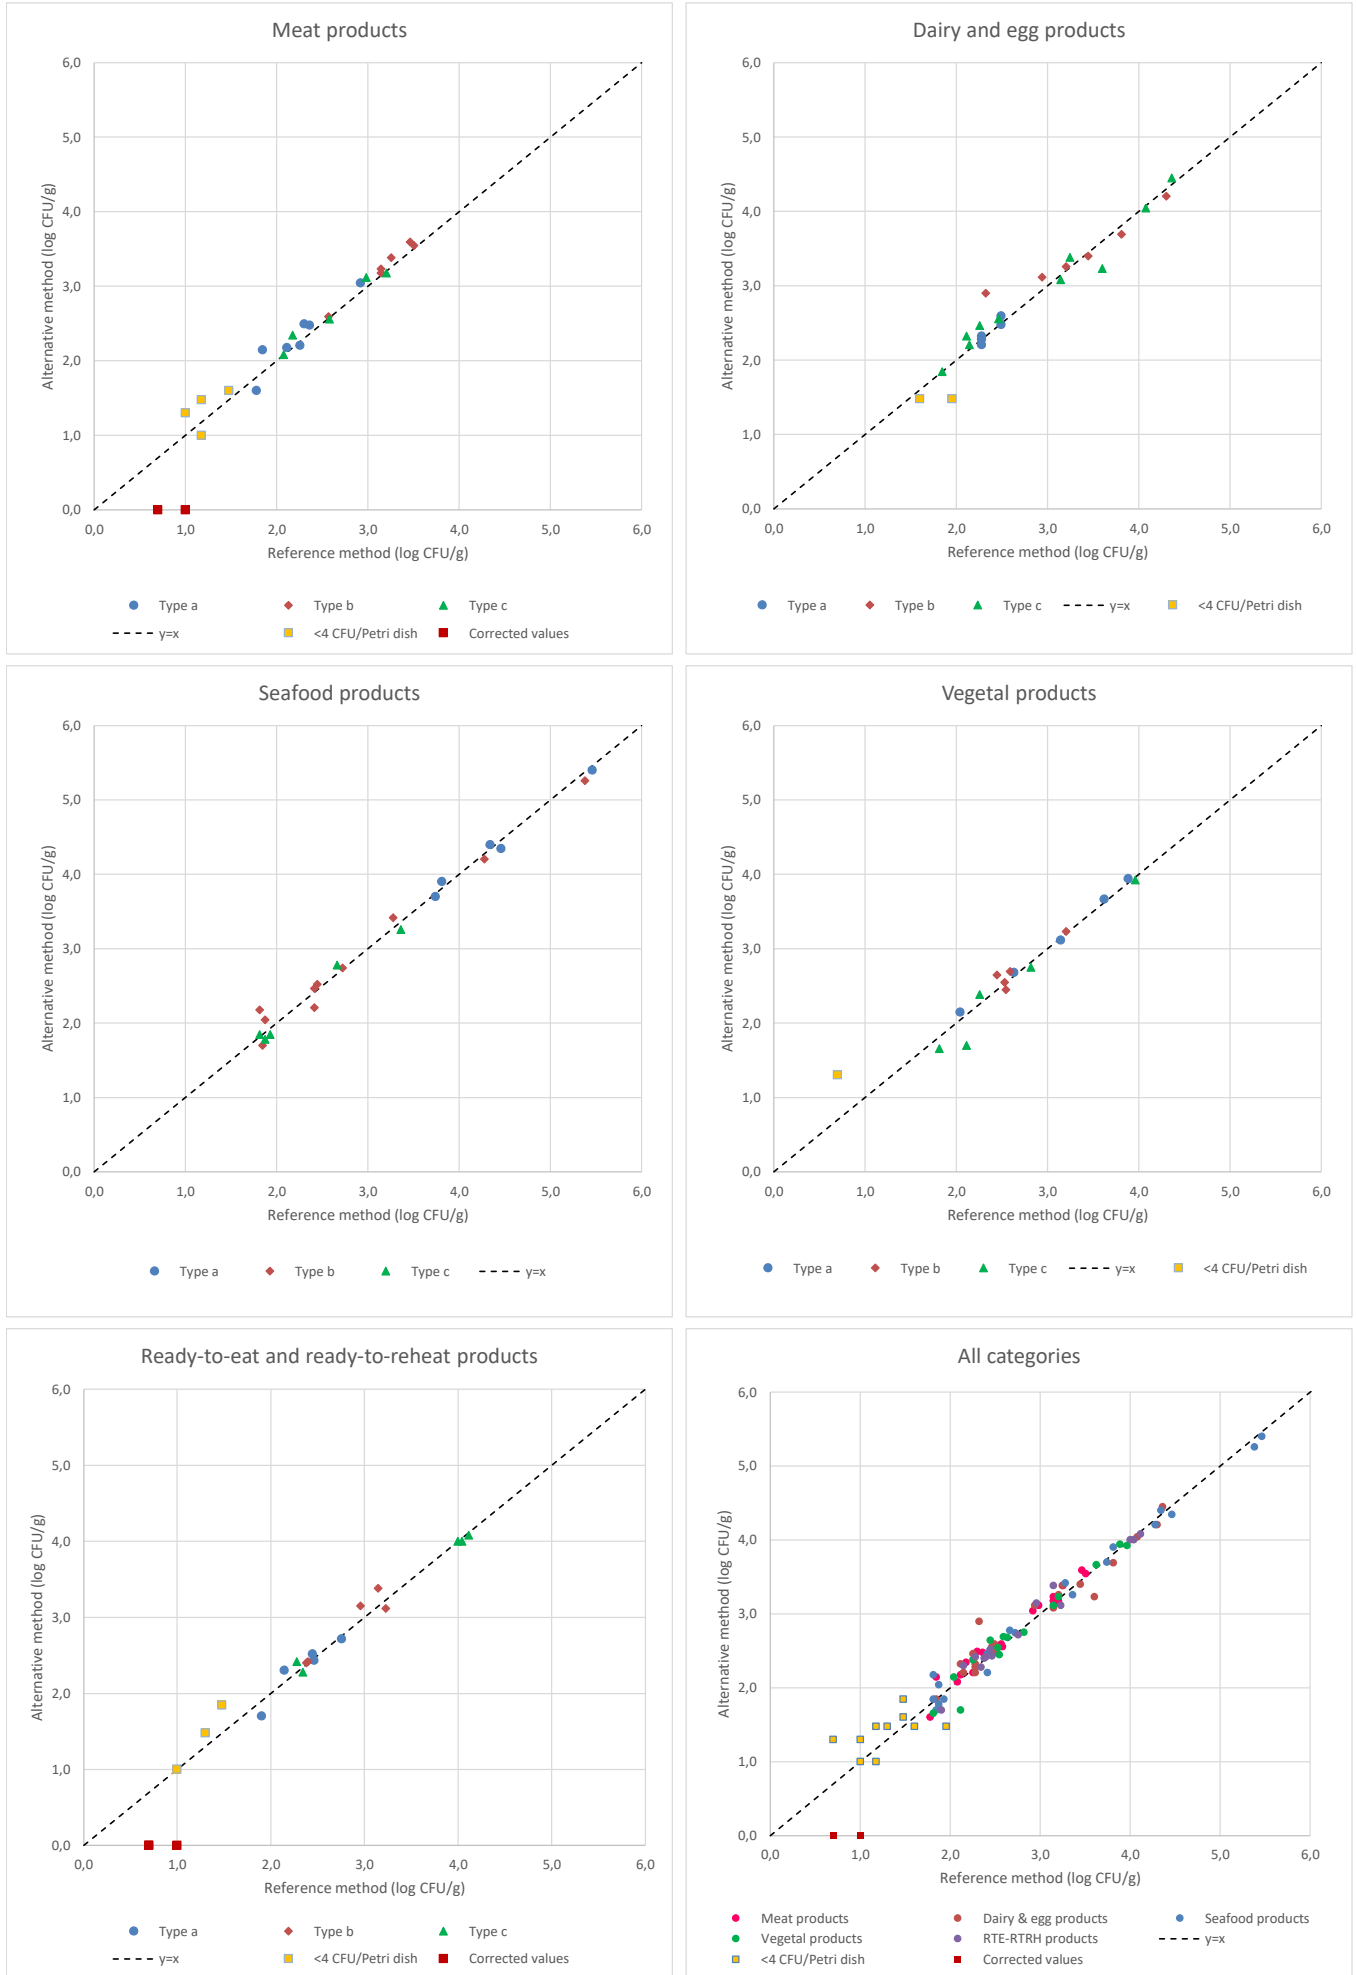 Meat products
6,0
5,0
4,0
3,0
2,0
1,0
0,0
Alternative method (log CFU/g)
0,0 1,0 2,0 3,0 4,0 5,0 6,0
Reference method (log CFU/g)
Type a Type b Type c
y=x <4 CFU/Petri dish Corrected values
Dairy and egg products
6,0
5,0
4,0
3,0
2,0
1,0
0,0
Alternative method (log CFU/g)
0,0 1,0 2,0 3,0 4,0 5,0 6,0
Reference method (log CFU/g)
Type a Type b Type c y=x <4 CFU/Petri dish
Seafood products
6,0
5,0
4,0
3,0
2,0
1,0
0,0
Alternative method (log CFU/g)
0,0 1,0 2,0 3,0 4,0 5,0 6,0
Reference method (log CFU/g)
Type a Type b Type c y=x
Vegetal products
6,0
5,0
4,0
3,0
2,0
1,0
0,0
Alternative method (log CFU/g)
0,0 1,0 2,0 3,0 4,0 5,0 6,0
Reference method (log CFU/g)
Type a Type b Type c y=x <4 CFU/Petri dish
Ready-to-eat and ready-to-reheat products
6,0
5,0
4,0
3,0
2,0
1,0
0,0
Alternative method (log CFU/g)
0,0 1,0 2,0 3,0 4,0 5,0 6,0
Reference method (log CFU/g)
Type a Type b Type c
y=x <4 CFU/Petri dish Corrected values
All categories
6,0
5,0
4,0
3,0
2,0
1,0
0,0
Alternative method (log CFU/g)
0,0 1,0 2,0 3,0 4,0 5,0 6,0
Reference method (log CFU/g)
Meat products Dairy & egg products Seafood products
Vegetal products RTE-RTRH products y=x
<4 CFU/Petri dish Corrected values